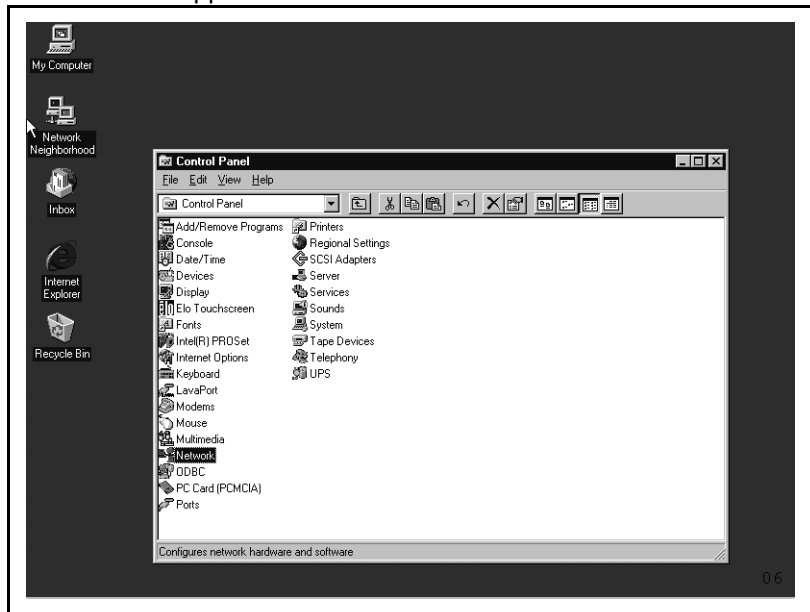 My Computer
Network
Neighborhood
Inbox
Internet
Explorer
Recycle Bin
Control Panel
File Edit View Help
Control Panel
Add/Remove Programs
Console
Date/Time
Devices
Display
Elo Touchscreen
Fonts
Intel(R) PROSet
Internet Options
Keyboard
LavaPort
Modems
Mouse
Multimedia
Network
ODBC
PC Card (PCMCIA)
Ports
Printers
Regional Settings
SCSI Adapters
Server
Services
Sounds
System
Tape Devices
Telephony
UPS
Configures network hardware and software
06